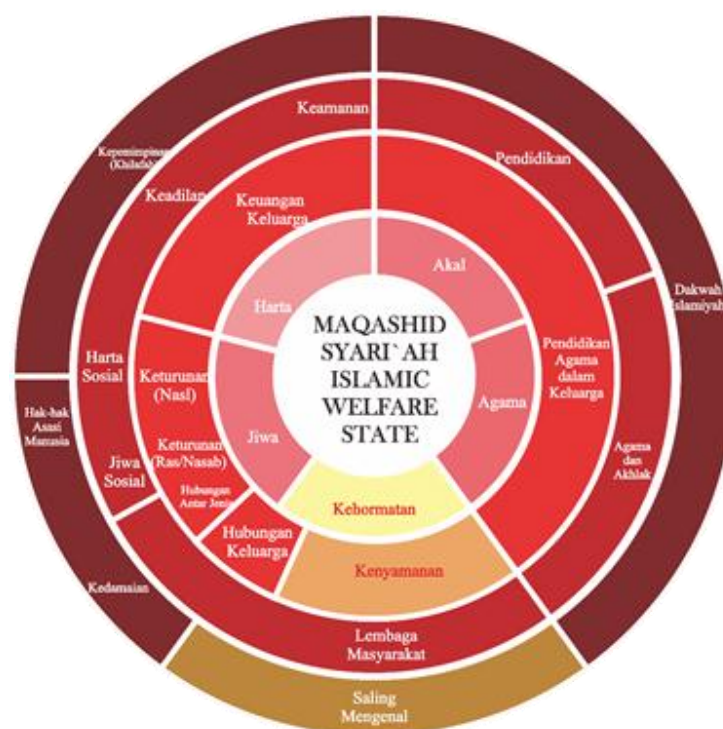 Keamanan
Kepemimpinan
(Khilafah)
Keadilan
Pendidikan
Keuangan
Keluarga
Akal
Harta
Dakwah
Islamiyah
MAQASHID
SYARI`AH
ISLAMIC
WELFARE
STATE
Harta
Sosial
Keturunan
(Nasl)
Pendidikan
Agama
dalam
Keluarga
Agama
Jiwa
Hak-hak
Asasi
Manusia
Keturunan
(Ras/Nasab)
Jiwa
Sosial
Agama
dan
Akhlak
Hubungan
Antar Jenis
Kehormatan
Hubungan
Keluarga
Kenyamanan
Kedamaian
Lembaga
Masyarakat
Saling
Mengenal